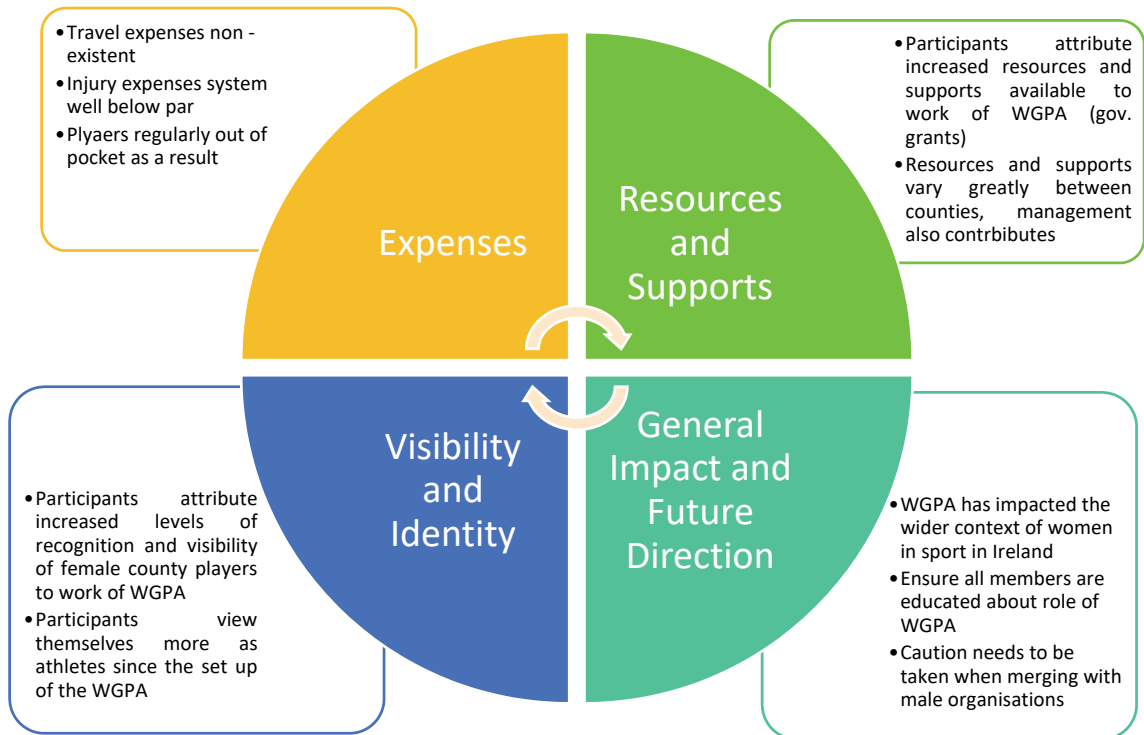 •Travel expenses non -
existent
•Injury expenses system
well below par
•Plyaers regularly out of
pocket as a result
Expenses
Resources
and
Supports
•Participants attribute
increased resources and
supports available to
work of WGPA (gov.
grants)
•Resources and supports
vary greatly between
counties, management
also contrbibutes
Visibility
and
Identity
•Participants attribute
increased levels of
recognition and visibility
of female county players
to work of WGPA
•Participants view
themselves more as
athletes since the set up
of the WGPA
General
Impact and
Future
Direction
•WGPA has impacted the
wider context of women
in sport in Ireland
•Ensure all members are
educated about role of
WGPA
•Caution needs to be
taken when merging with
male organisations